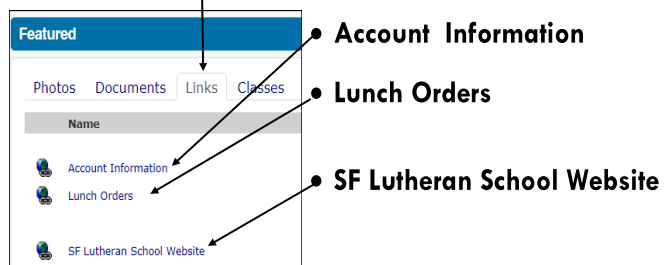 Featured
Photos Documents Links Classes
Name
Account Information
Lunch Orders
SF Lutheran School Website
• Account Information
• Lunch Orders
• SF Lutheran School Website